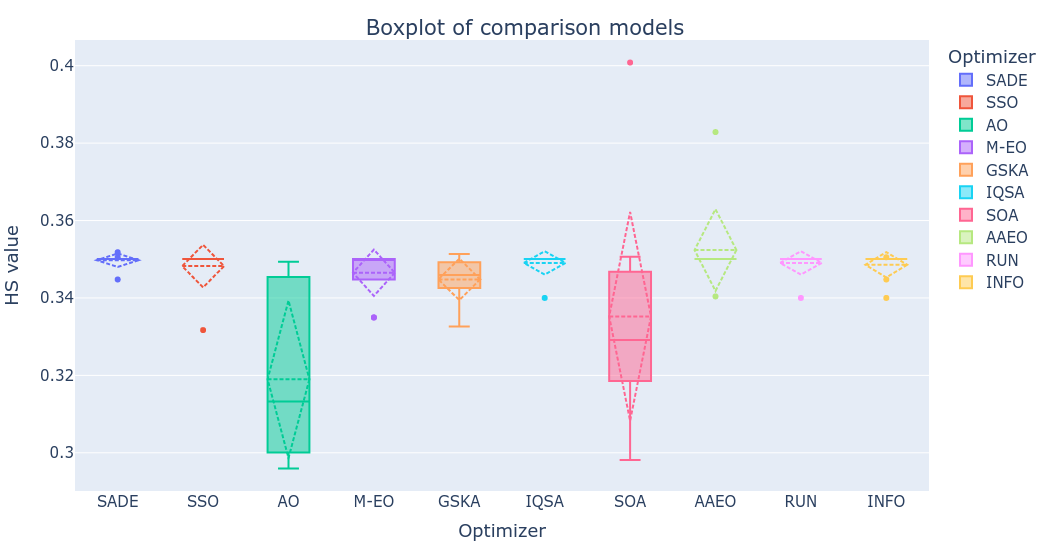 Boxplot of comparison models
HS value
0.4
0.38
0.36
0.34
0.32
0.3
SADE
SSO
AO
M-EO
GSKA
IQSA
SOA
AAEO
RUN
INFO
Optimizer
Optimizer
SADE
SSO
AO
M-EO
GSKA
IQSA
SOA
AAEO
RUN
INFO